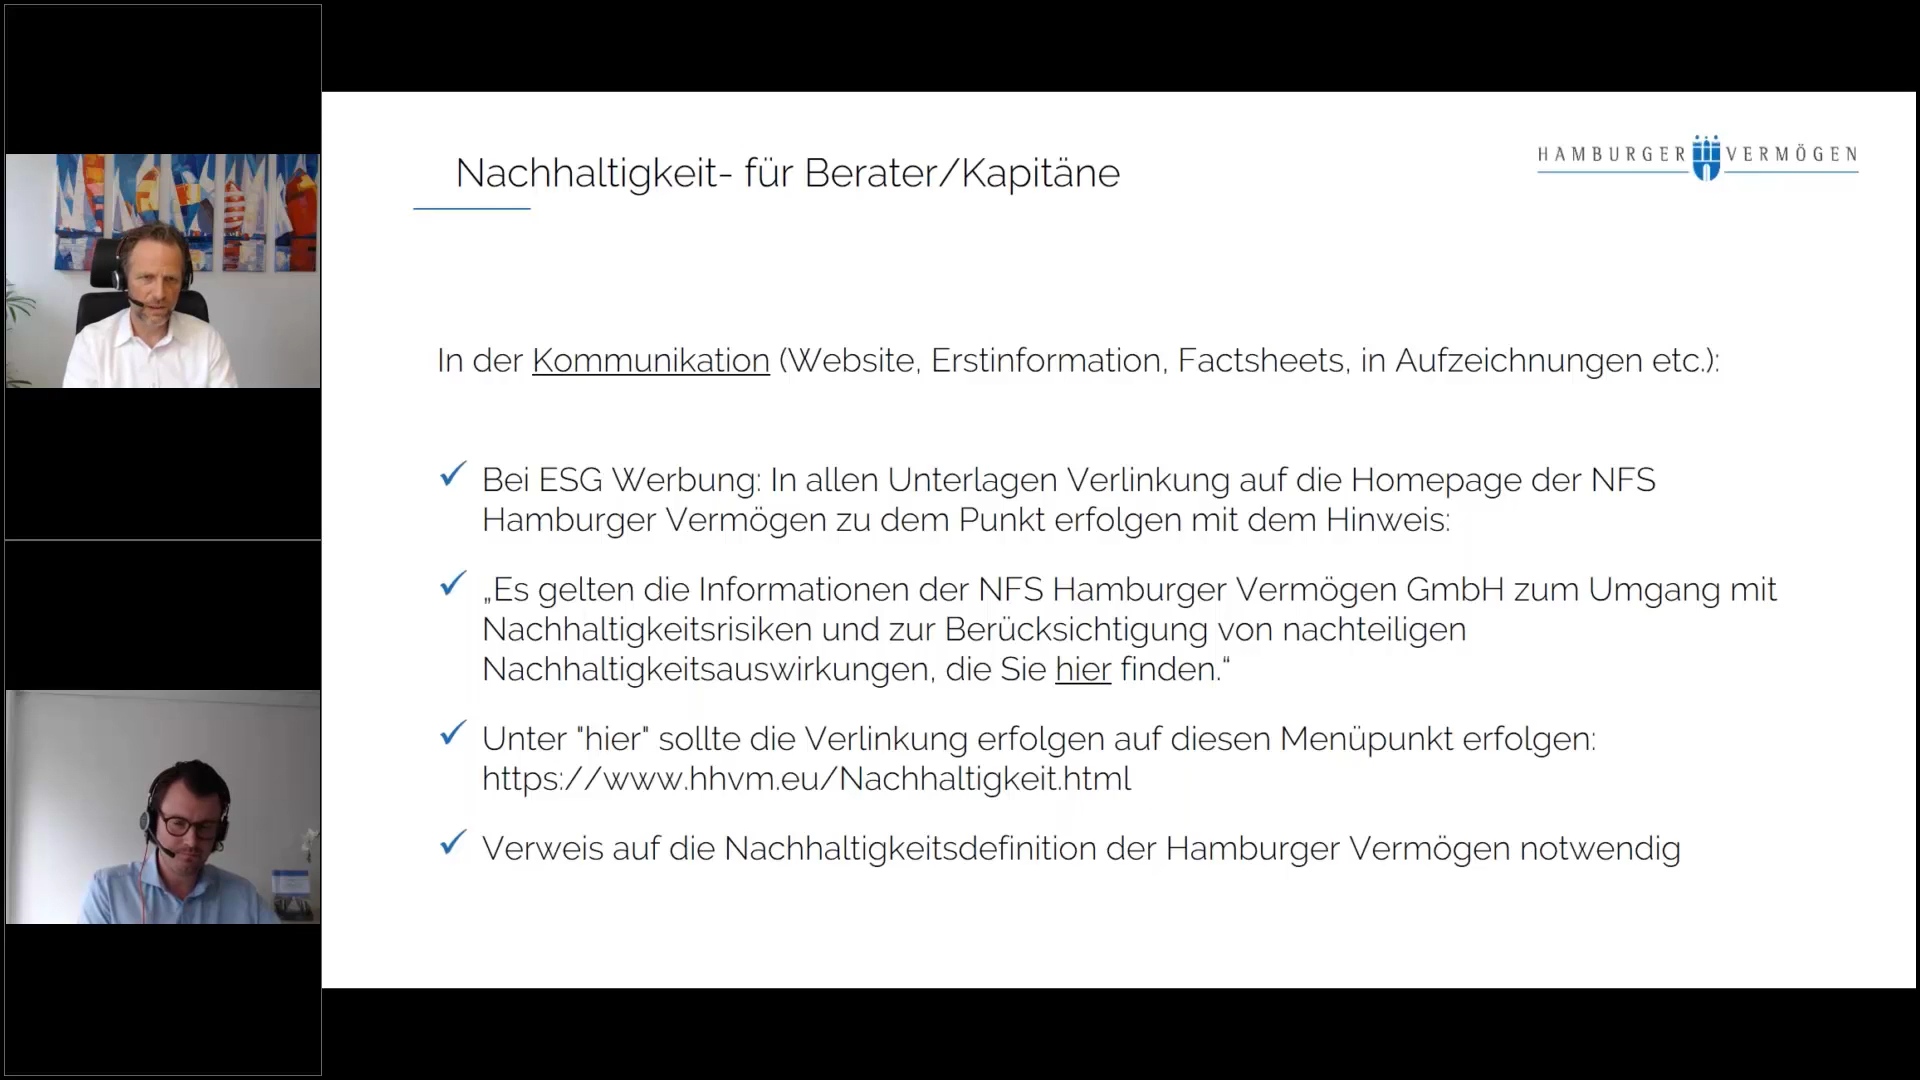 Nachhaltigkeit- für Berater/Kapitäne
HAMBURGER VERMÖGEN
In der Kommunikation (Website, Erstinformation, Factsheets, in Aufzeichnungen etc.):
Bei ESG Werbung: In allen Unterlagen Verlinkung auf die Homepage der NFS
Hamburger Vermögen zu dem Punkt erfolgen mit dem Hinweis:
„Es gelten die Informationen der NFS Hamburger Vermögen GmbH zum Umgang mit
Nachhaltigkeitsrisiken und zur Berücksichtigung von nachteiligen
Nachhaltigkeitsauswirkungen, die Sie hier finden.“
Unter "hier" sollte die Verlinkung erfolgen auf diesen Menüpunkt erfolgen:
https://www.hhvm.eu/Nachhaltigkeit.html
Verweis auf die Nachhaltigkeitsdefinition der Hamburger Vermögen notwendig